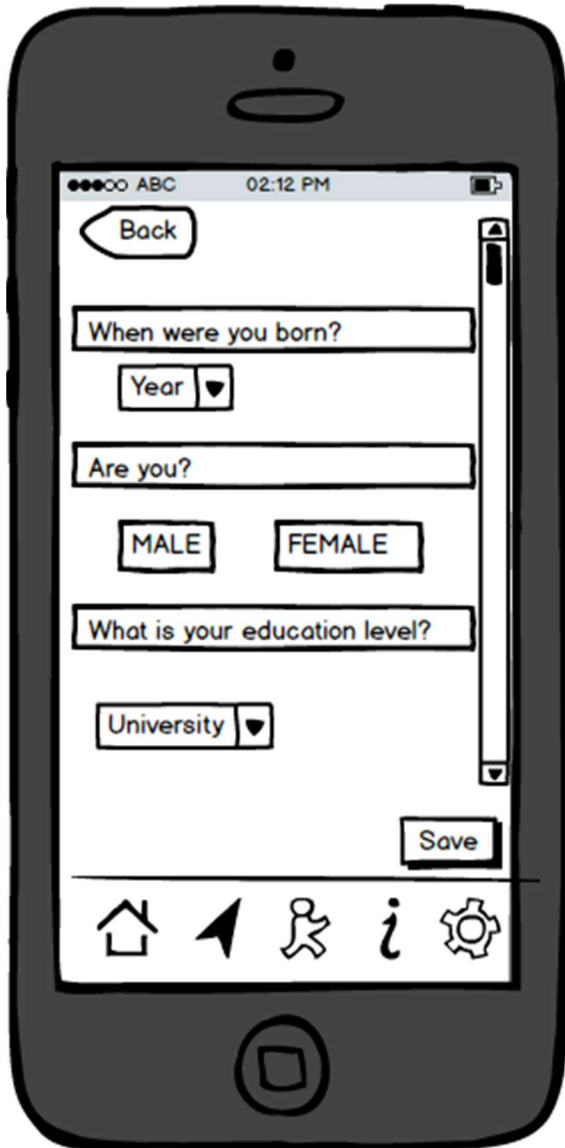 ABC 02:12 PM
Back
When were you born?
Year
Are you?
MALE FEMALE
What is your education level?
University
Save
i